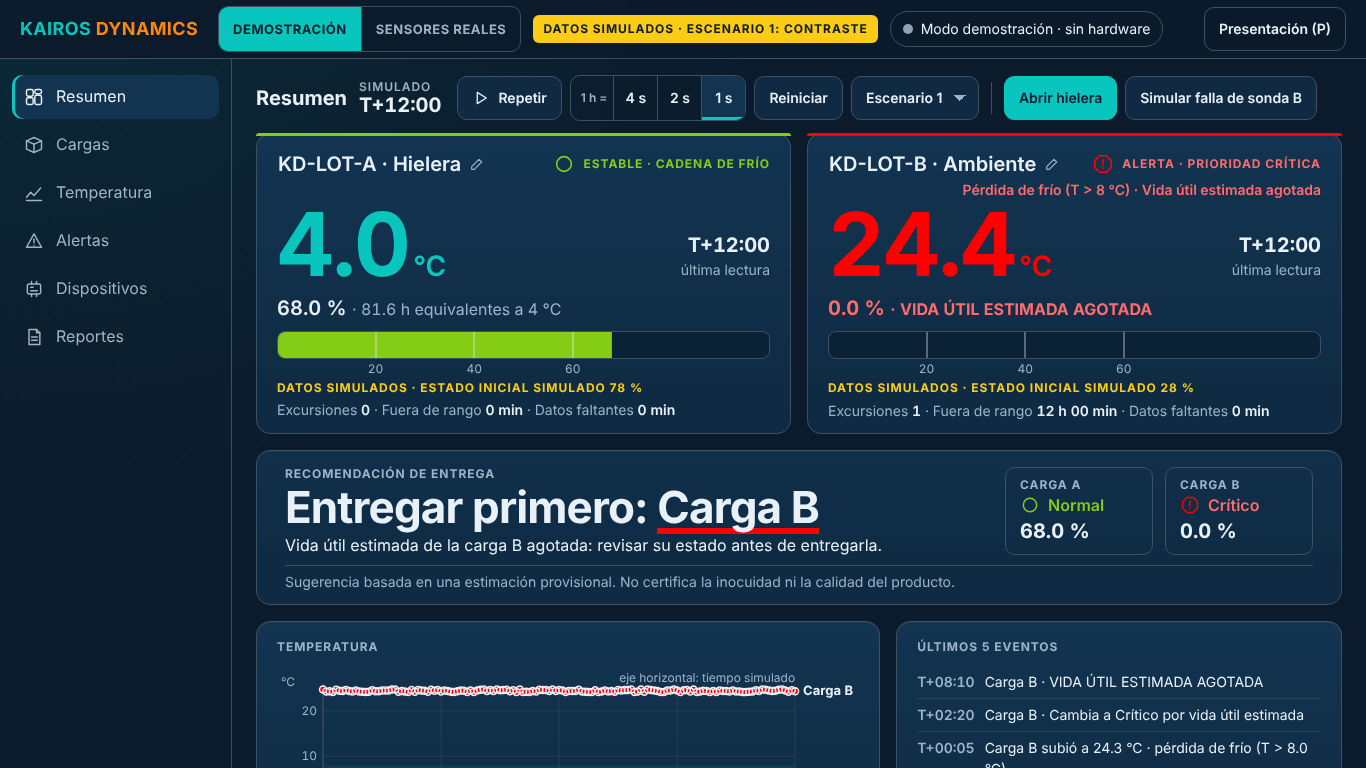 KAIROS DYNAMICS
DEMOSTRACIÓN
SENSORES REALES
DATOS SIMULADOS · ESCENARIO 1: CONTRASTE
Modo demostración · sin hardware
Presentación (P)
Resumen
Cargas
Temperatura
Alertas
Dispositivos
Reportes
Resumen
SIMULADO
T+12:00
Repetir
1 h =
4 s
2 s
1 s
Reiniciar
Escenario 1
Abrir hielera
Simular falla de sonda B
KD-LOT-A · Hielera
ESTABLE · CADENA DE FRÍO
4.0 °C
T+12:00
última lectura
68.0 % · 81.6 h equivalentes a 4 °C
20 40 60
DATOS SIMULADOS · ESTADO INICIAL SIMULADO 78 %
Excursiones 0 · Fuera de rango 0 min · Datos faltantes 0 min
KD-LOT-B · Ambiente
ALERTA · PRIORIDAD CRÍTICA
Pérdida de frío (T > 8 °C) · Vida útil estimada agotada
24.4 °C
T+12:00
última lectura
0.0 % · VIDA ÚTIL ESTIMADA AGOTADA
20 40 60
DATOS SIMULADOS · ESTADO INICIAL SIMULADO 28 %
Excursiones 1 · Fuera de rango 12 h 00 min · Datos faltantes 0 min
RECOMENDACIÓN DE ENTREGA
Entregar primero: Carga B
Vida útil estimada de la carga B agotada: revisar su estado antes de entregarla.
Sugerencia basada en una estimación provisional. No certifica la inocuidad ni la calidad del producto.
CARGA A
Normal
68.0 %
CARGA B
Crítico
0.0 %
TEMPERATURA
eje horizontal: tiempo simulado
°C
Carga B
20
10
ÚLTIMOS 5 EVENTOS
T+08:10 Carga B · VIDA ÚTIL ESTIMADA AGOTADA
T+02:20 Carga B · Cambia a Crítico por vida útil estimada
T+00:05 Carga B subió a 24.3 °C · pérdida de frío (T > 8.0
°C)